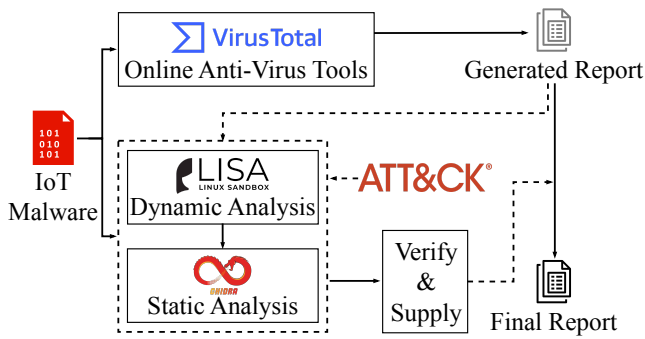 VirusTotal
Online Anti-Virus Tools
Generated Report
101
010
101
IoT
Malware
LISA
LINUX SANDBOX
Dynamic Analysis
ATT&CK®
GHIDRA
Static Analysis
Verify
&
Supply
Final Report